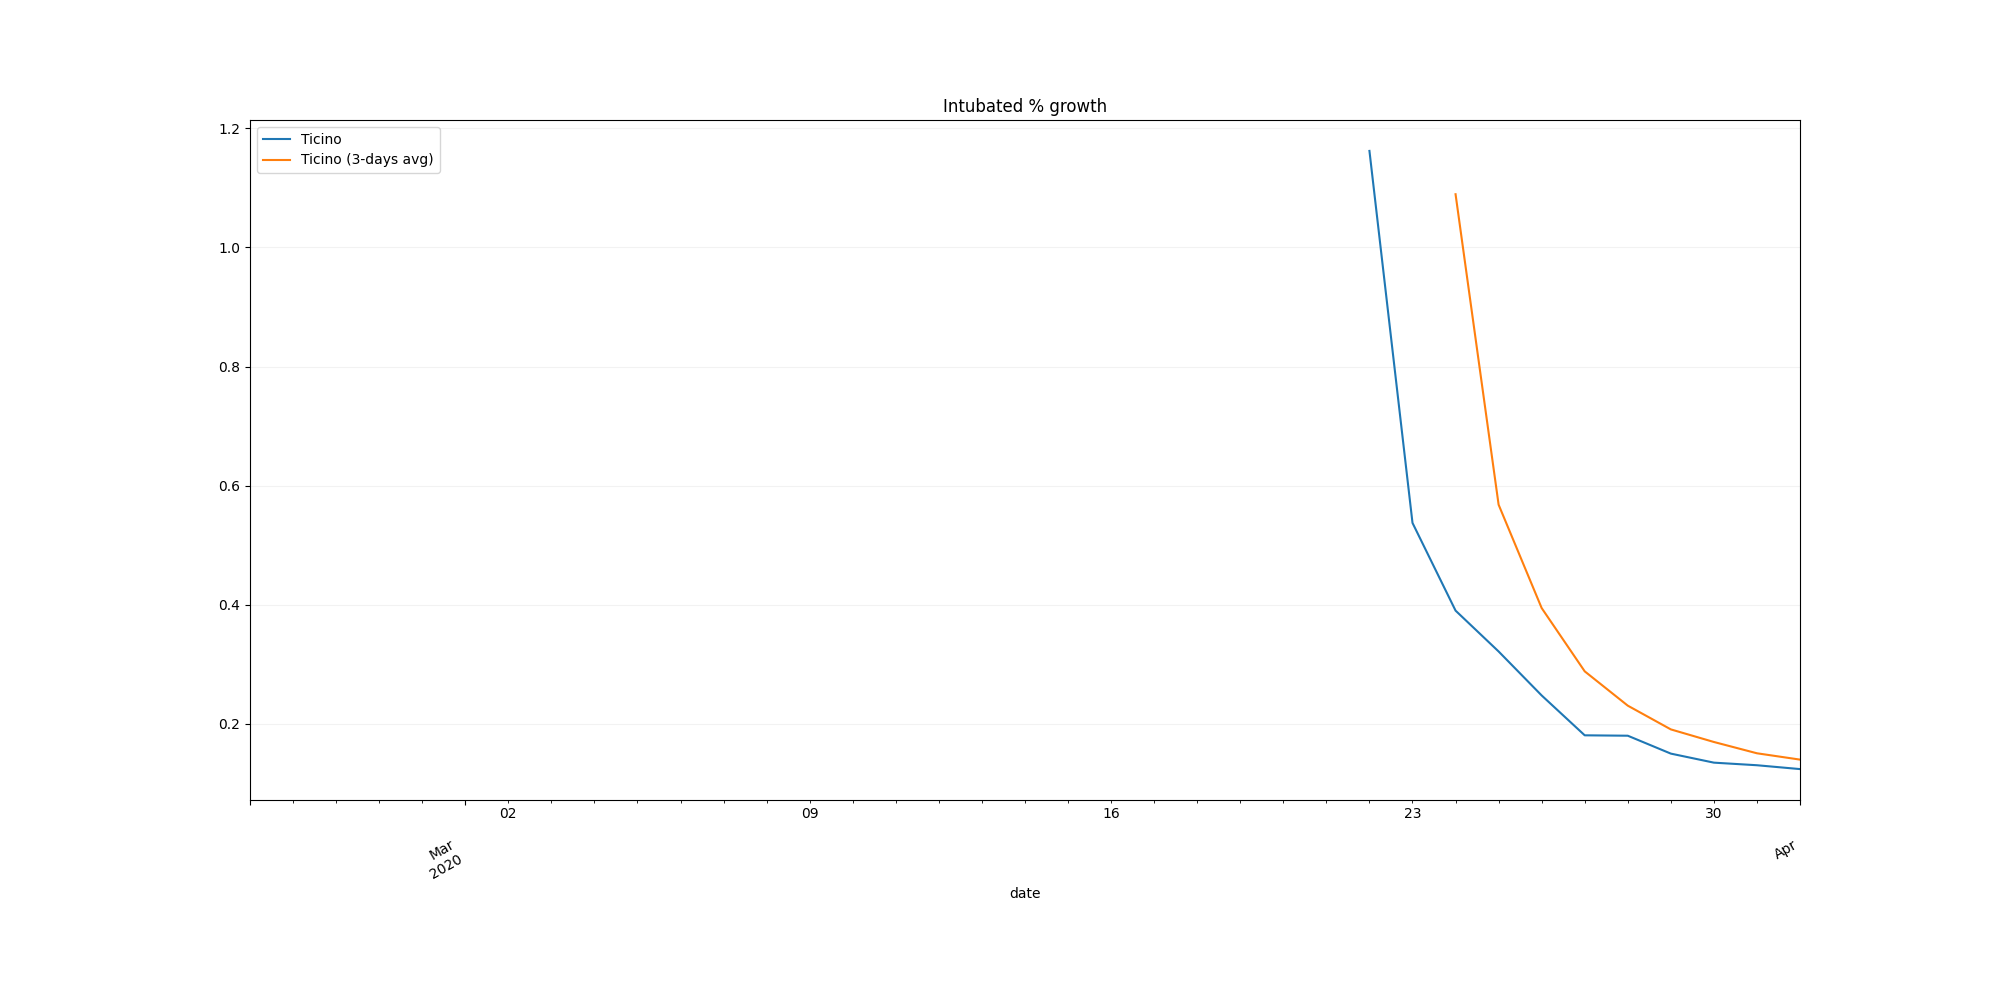 Intubated % growth
Ticino
Ticino (3-days avg)
1.2
1.0
0.8
0.6
0.4
0.2
02
09
16
23
30
Mar
2020
Apr
date